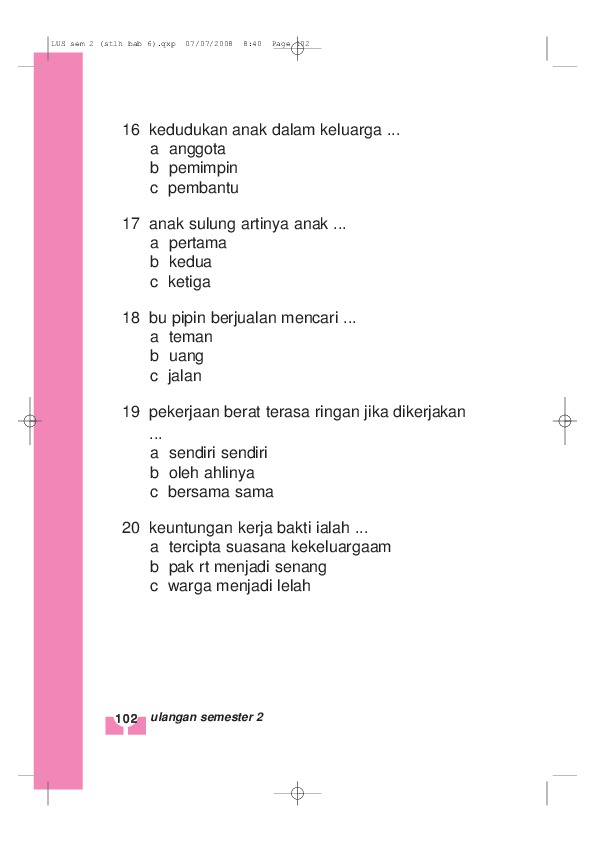 LUS sem 2 (stlh bab 6).qxp 07/07/2008 8:40 Page 102
16 kedudukan anak dalam keluarga ...
a anggota
b pemimpin
c pembantu
17 anak sulung artinya anak ...
a pertama
b kedua
c ketiga
18 bu pipin berjualan mencari ...
a teman
b uang
c jalan
19 pekerjaan berat terasa ringan jika dikerjakan
...
a sendiri sendiri
b oleh ahlinya
c bersama sama
20 keuntungan kerja bakti ialah ...
a tercipta suasana kekeluargaam
b pak rt menjadi senang
c warga menjadi lelah
102 ulangan semester 2